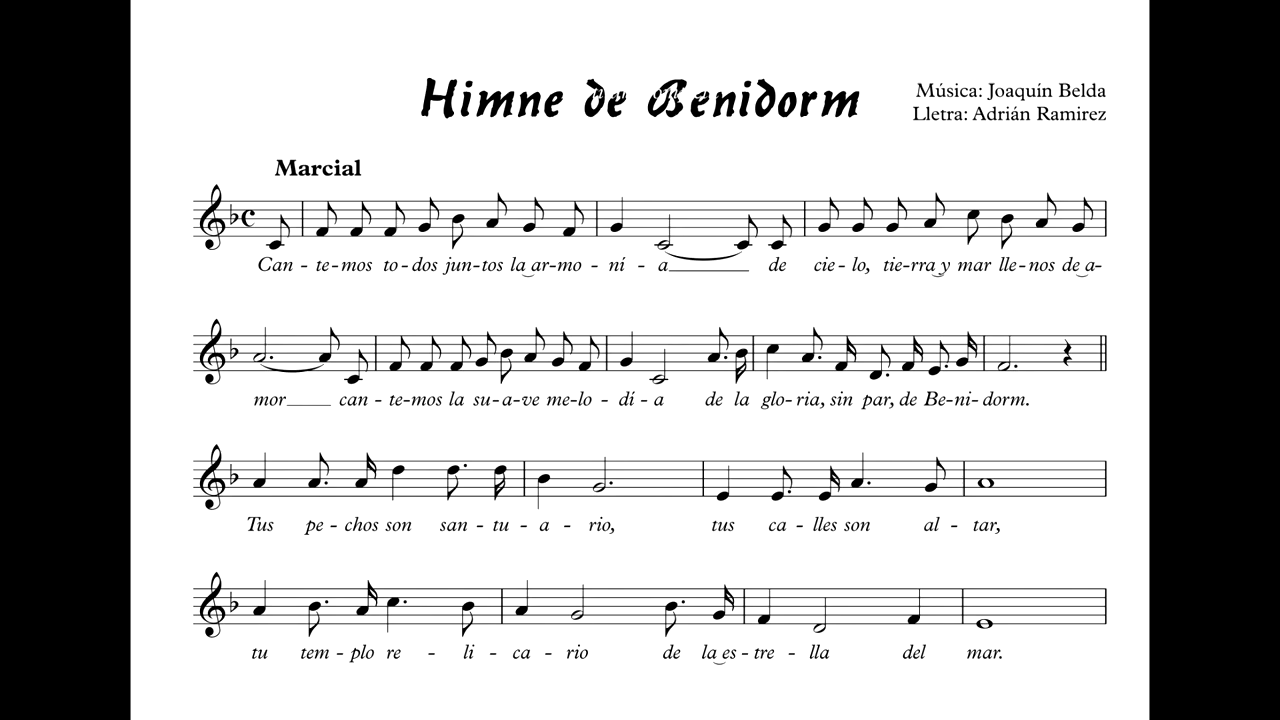 Himne de Benidorm
Música: Joaquín Belda
Lletra: Adrián Ramirez
Marcial
Can - te - mos to - dos jun - tos la ar - mo - ní - a de cie - lo, tie - rra y mar lle - nos de a -
mor can - te - mos la su - a - ve me - lo - dí - a de la glo - ria, sin par, de Be - ni - dorm.
Tus pe - chos son san - tu - a - rio, tus ca - lles son al - tar,
tu tem - plo re - li - ca - rio de la es - tre - lla del mar.